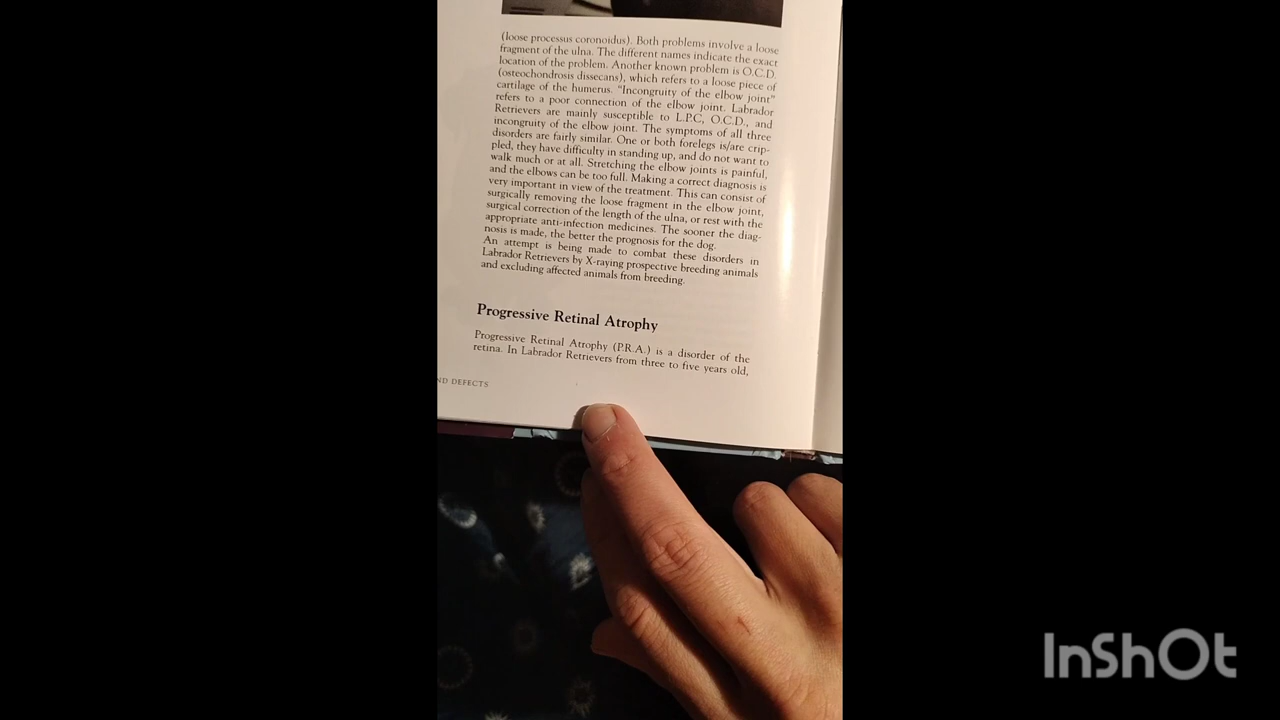 (loose processus coronoidus). Both problems involve a loose
fragment of the ulna. The different names indicate the exact
location of the problem. Another known problem is O.C.D.
(osteochondrosis dissecans), which refers to a loose piece of
cartilage of the humerus. "Incongruity of the elbow joint"
refers to a poor connection of the elbow joint. Labrador
Retrievers are mainly susceptible to L.P.C, O.C.D., and
incongruity of the elbow joint. The symptoms of all three
disorders are fairly similar. One or both forelegs is/are crip-
pled, they have difficulty in standing up, and do not want to
walk much or at all. Stretching the elbow joints is painful,
and the elbows can be too full. Making a correct diagnosis is
very important in view of the treatment. This can consist of
surgically removing the loose fragment in the elbow joint,
surgical correction of the length of the ulna, or rest with the
appropriate anti-infection medicines. The sooner the diag-
nosis is made, the better the prognosis for the dog.
An attempt is being made to combat these disorders in
Labrador Retrievers by X-raying prospective breeding animals
and excluding affected animals from breeding.
Progressive Retinal Atrophy
Progressive Retinal Atrophy (P.R.A.) is a disorder of the
retina. In Labrador Retrievers from three to five years old,
ND DEFECTS
InShOt